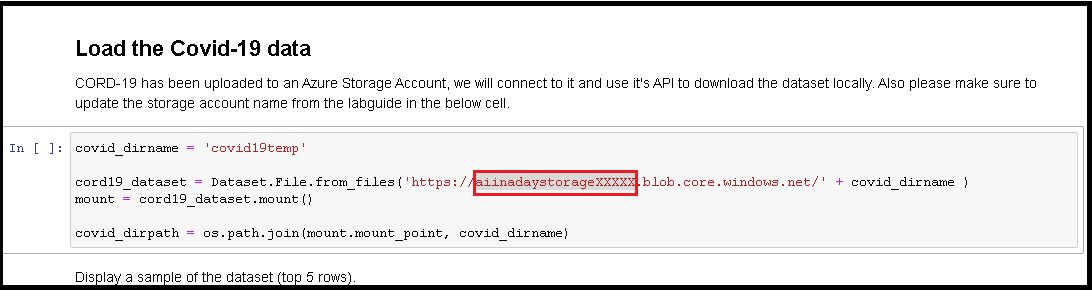 Load the Covid-19 data
CORD-19 has been uploaded to an Azure Storage Account, we will connect to it and use it's API to download the dataset locally. Also please make sure to
update the storage account name from the labguide in the below cell.
In [ ]: covid_dirname = 'covid19temp'
cord19_dataset = Dataset.File.from_files('https://aiinadaystorageXXXXX.blob.core.windows.net/' + covid_dirname )
mount = cord19_dataset.mount()
covid_dirpath = os.path.join(mount.mount_point, covid_dirname)
Display a sample of the dataset (top 5 rows).